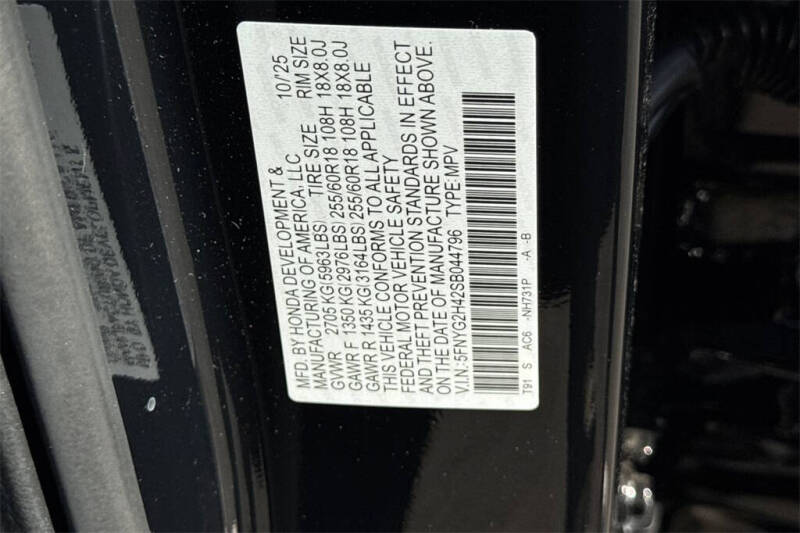 MFD. BY HONDA DEVELOPMENT &
MANUFACTURING OF AMERICA, LLC 10/'25
GVWR 2705 KG(5963LBS) TIRE SIZE RIM SIZE
GAWR F 1350 KG(2976LBS) 255/60R18 108H 18X8.0J
GAWR R 1435 KG(3164LBS) 255/60R18 108H 18X8.0J
THIS VEHICLE CONFORMS TO ALL APPLICABLE
FEDERAL MOTOR VEHICLE SAFETY
AND THEFT PREVENTION STANDARDS IN EFFECT
ON THE DATE OF MANUFACTURE SHOWN ABOVE.
V.I.N.:5FNYG2H42SB044796 TYPE:MPV
T91 S AC6 -NH731P -A -B